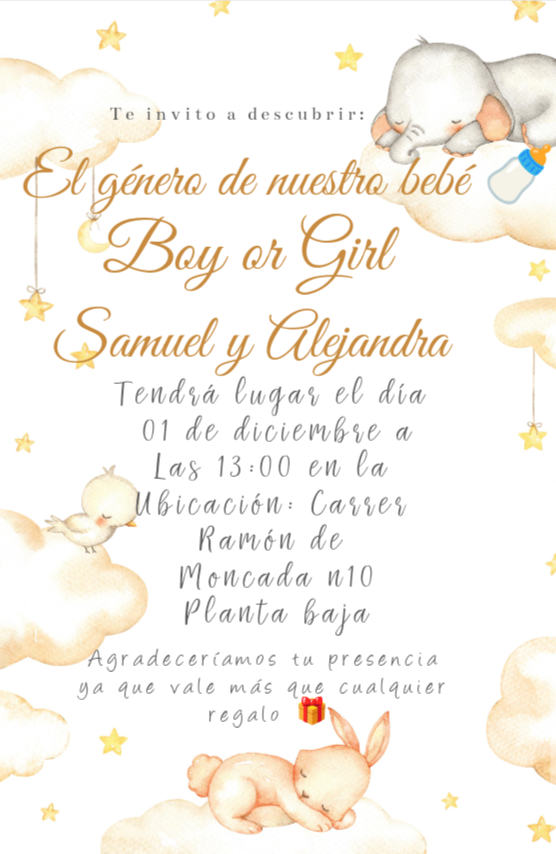 Te invito a descubrir:
El género de nuestro bebé
Boy or Girl
Samuel y Alejandra
Tendrá lugar el día
01 de diciembre a
Las 13:00 en la
Ubicación: Carrer
Ramón de
Moncada n10
Planta baja
Agradeceríamos tu presencia
ya que vale más que cualquier
regalo 🎁